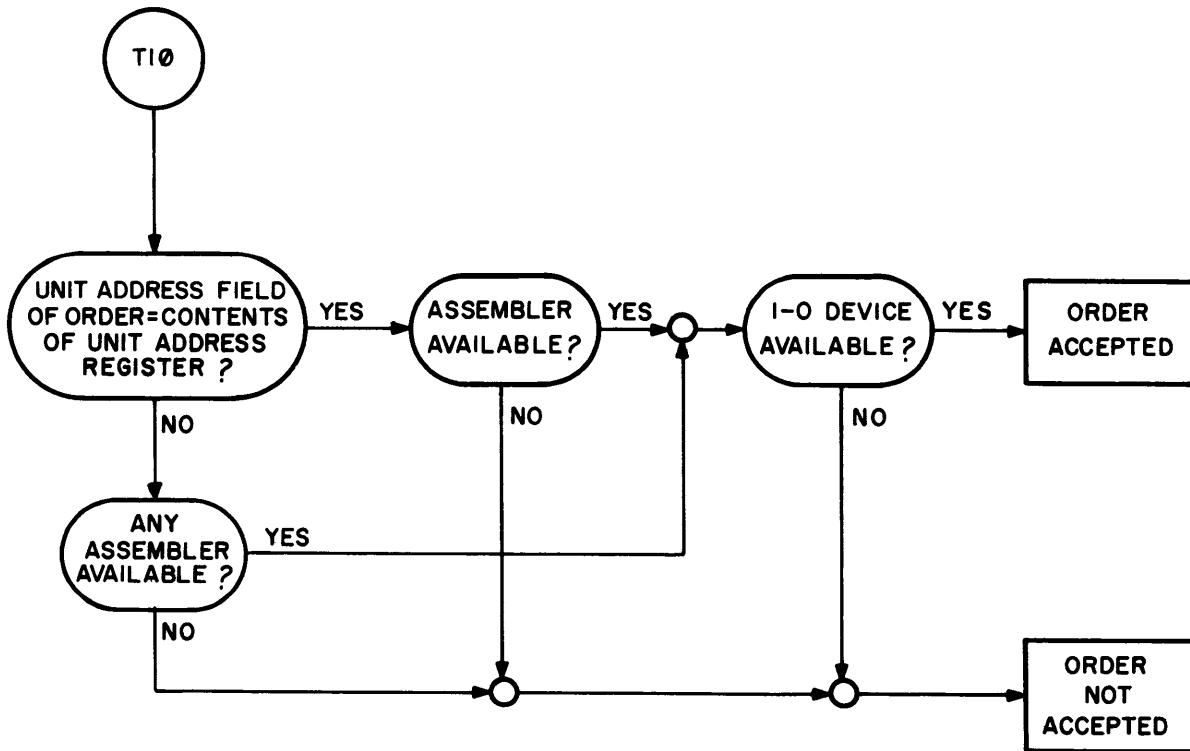 TIØ
UNIT ADDRESS FIELD
OF ORDER=CONTENTS
OF UNIT ADDRESS
REGISTER ?
YES
ASSEMBLER
AVAILABLE?
YES
I-O DEVICE
AVAILABLE?
YES
ORDER
ACCEPTED
NO
NO
NO
ANY
ASSEMBLER
AVAILABLE ?
YES
NO
ORDER
NOT
ACCEPTED